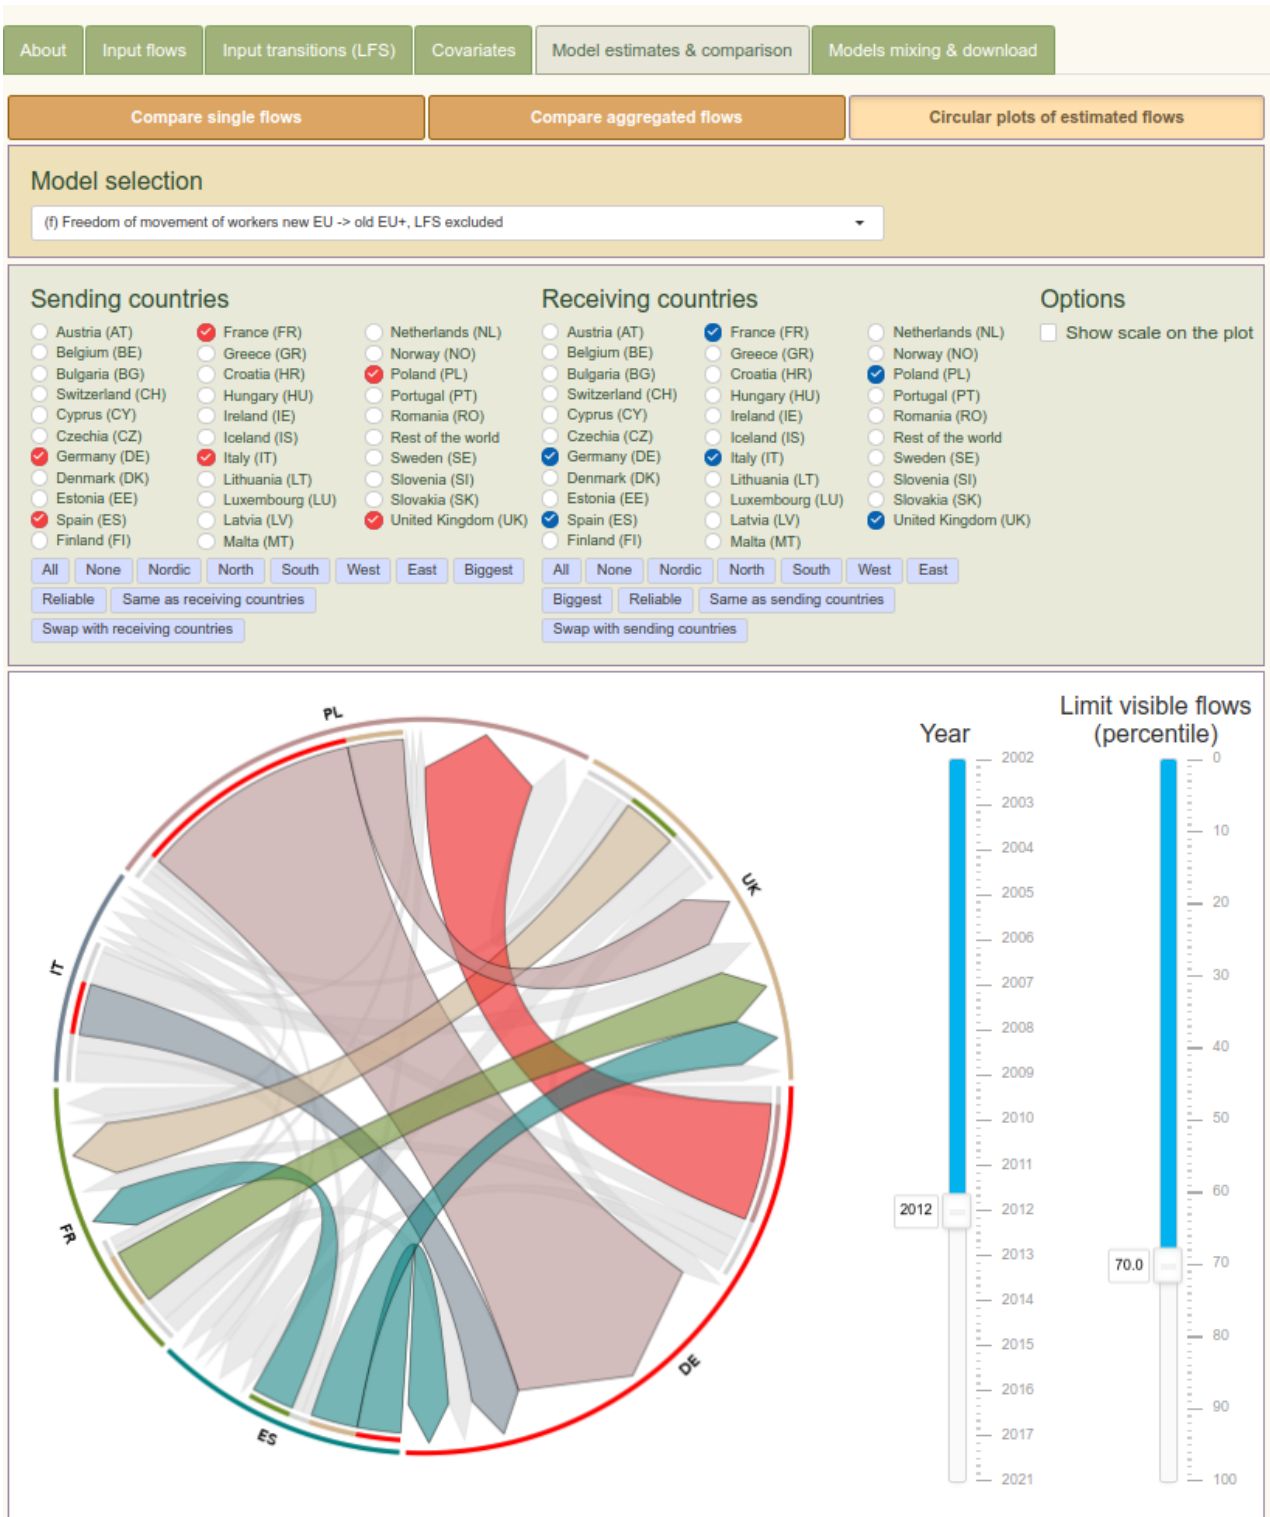 About Input flows Input transitions (LFS) Covariates Model estimates & comparison Models mixing & download
Compare single flows Compare aggregated flows Circular plots of estimated flows
Model selection
(f) Freedom of movement of workers new EU -> old EU+, LFS excluded
Sending countries Receiving countries Options
Austria (AT) France (FR) Netherlands (NL) Austria (AT) France (FR) Netherlands (NL) Show scale on the plot
Belgium (BE) Greece (GR) Norway (NO) Belgium (BE) Greece (GR) Norway (NO)
Bulgaria (BG) Croatia (HR) Poland (PL) Bulgaria (BG) Croatia (HR) Poland (PL)
Switzerland (CH) Hungary (HU) Portugal (PT) Switzerland (CH) Hungary (HU) Portugal (PT)
Cyprus (CY) Ireland (IE) Romania (RO) Cyprus (CY) Ireland (IE) Romania (RO)
Czechia (CZ) Iceland (IS) Rest of the world Czechia (CZ) Iceland (IS) Rest of the world
Germany (DE) Italy (IT) Sweden (SE) Germany (DE) Italy (IT) Sweden (SE)
Denmark (DK) Lithuania (LT) Slovenia (SI) Denmark (DK) Lithuania (LT) Slovenia (SI)
Estonia (EE) Luxembourg (LU) Slovakia (SK) Estonia (EE) Luxembourg (LU) Slovakia (SK)
Spain (ES) Latvia (LV) United Kingdom (UK) Spain (ES) Latvia (LV) United Kingdom (UK)
Finland (FI) Malta (MT) Finland (FI) Malta (MT)
All None Nordic North South West East Biggest All None Nordic North South West East
Reliable Same as receiving countries Biggest Reliable Same as sending countries
Swap with receiving countries Swap with sending countries
PL
UK
IT
FR
ES
DE
Year
2002
2003
2004
2005
2006
2007
2008
2009
2010
2011
2012 2012
2013
2014
2015
2016
2017
2021
Limit visible flows
(percentile)
0
10
20
30
40
50
60
70.0 70
80
90
100